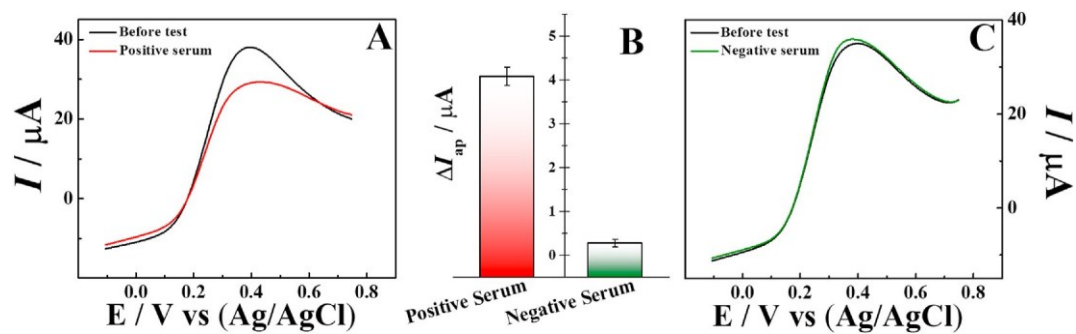 A
Before test
Positive serum
I / μA
40
20
0
0.0 0.2 0.4 0.6 0.8
E / V vs (Ag/AgCl)
B
ΔIap / μA
5
4
3
2
1
0
Positive Serum
Negative Serum
C
Before test
Negative serum
40
20
0
I / μA
0.0 0.2 0.4 0.6 0.8
E / V vs (Ag/AgCl)